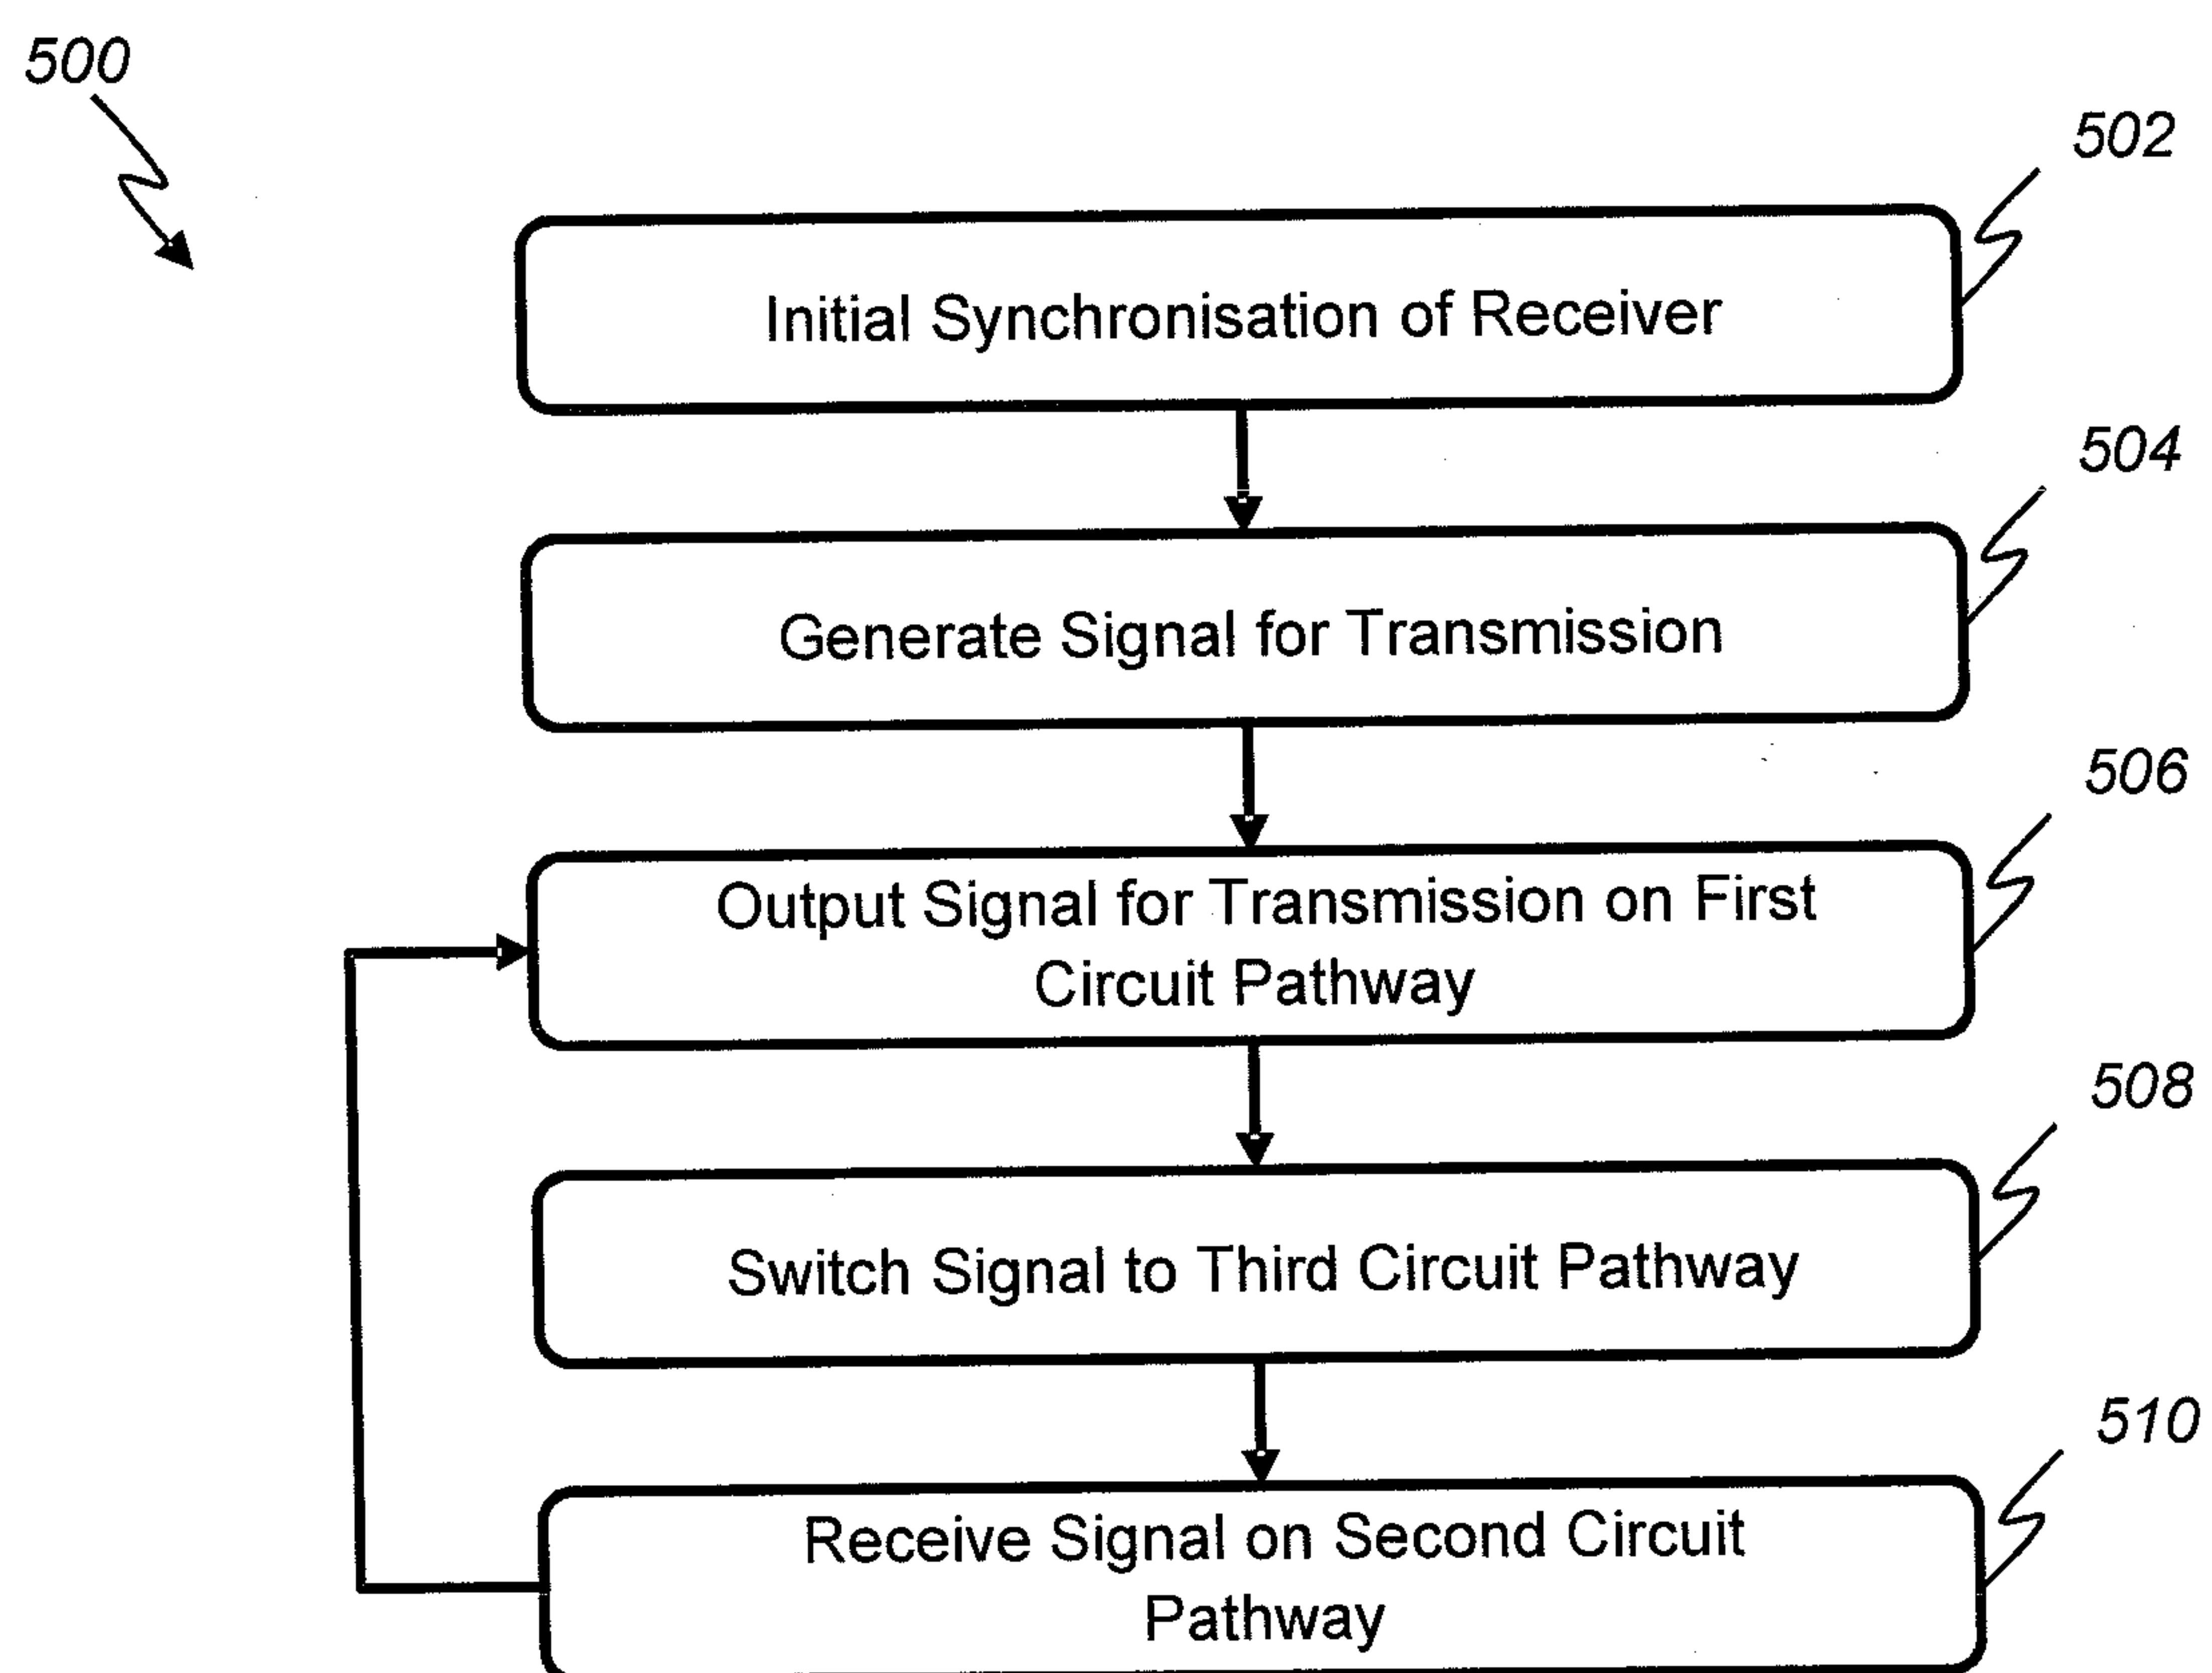 500
502
Initial Synchronisation of Receiver
504
Generate Signal for Transmission
506
Output Signal for Transmission on First
Circuit Pathway
508
Switch Signal to Third Circuit Pathway
510
Receive Signal on Second Circuit
Pathway